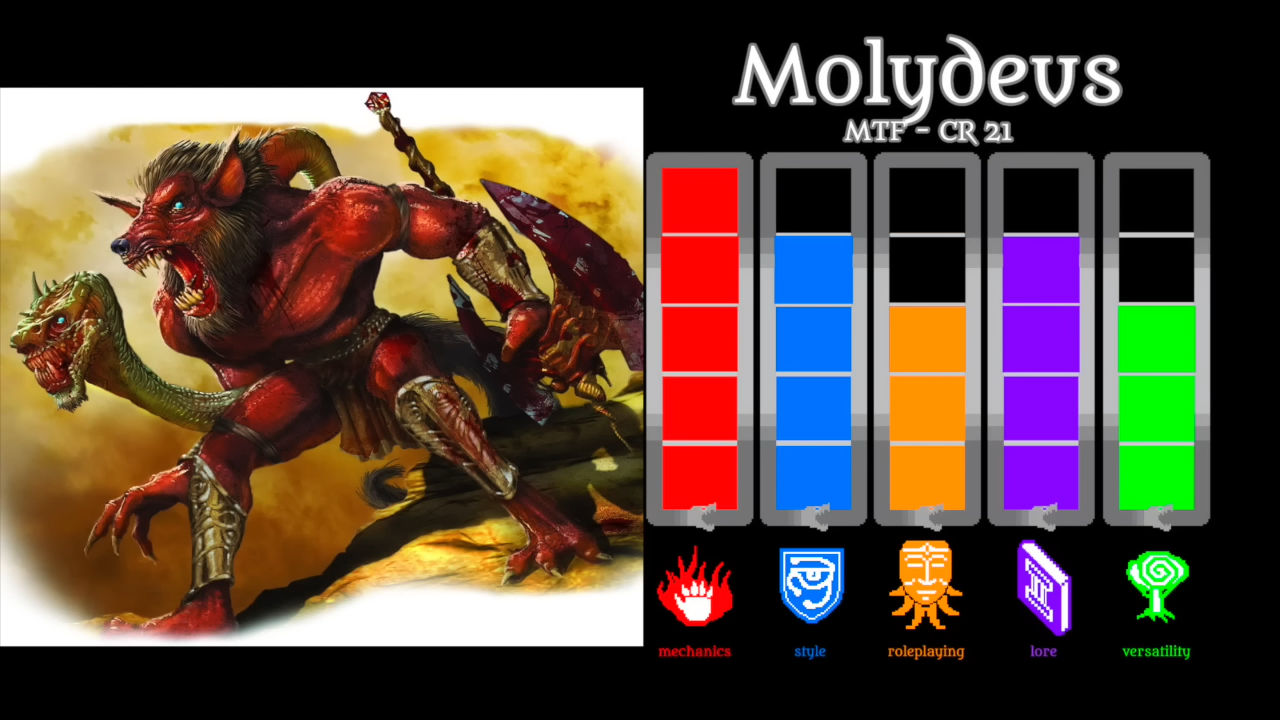 Molydeus
MTF - CR 21
mechanics
style
roleplaying
lore
versatility